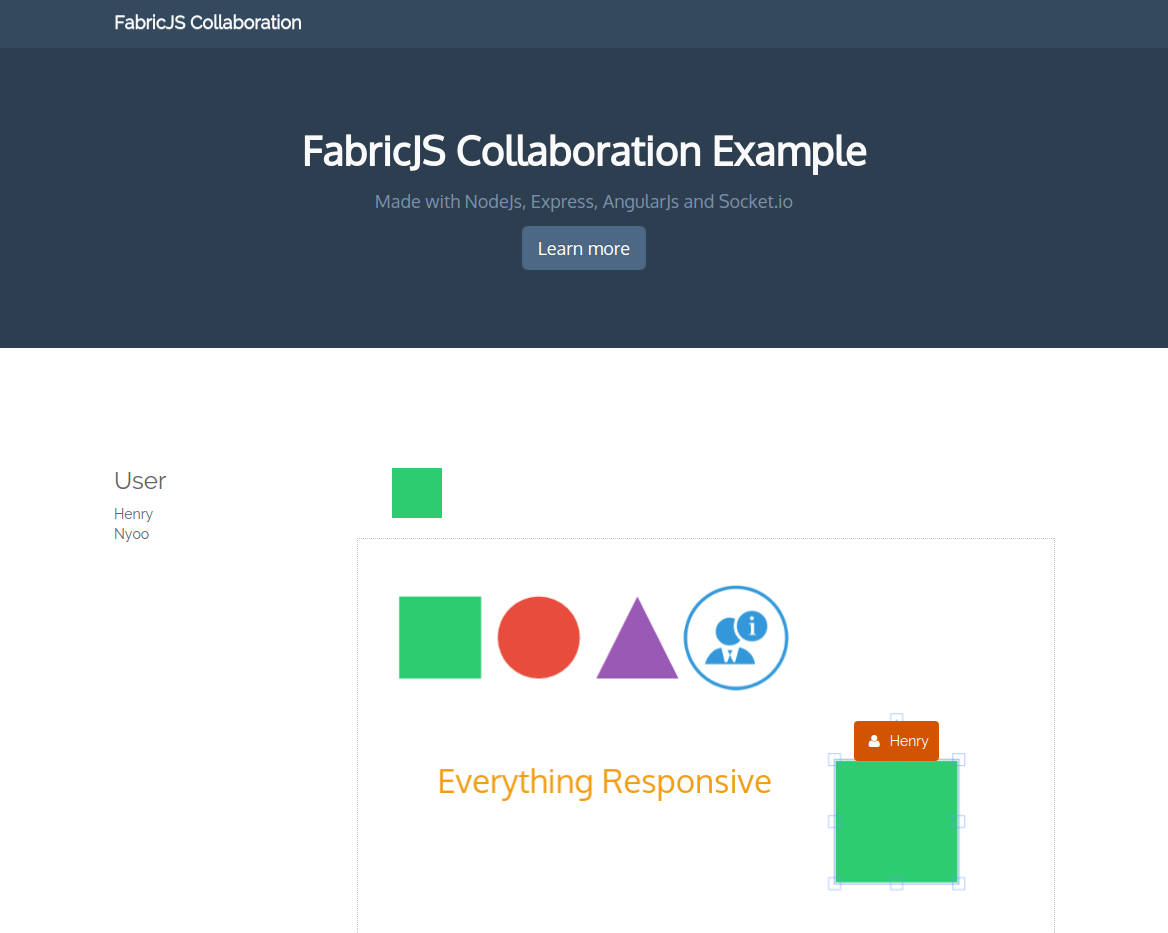 FabricJS Collaboration
FabricJS Collaboration Example
Made with NodeJs, Express, AngularJs and Socket.io
Learn more
User
Henry
Nyoo
i
Henry
Everything Responsive